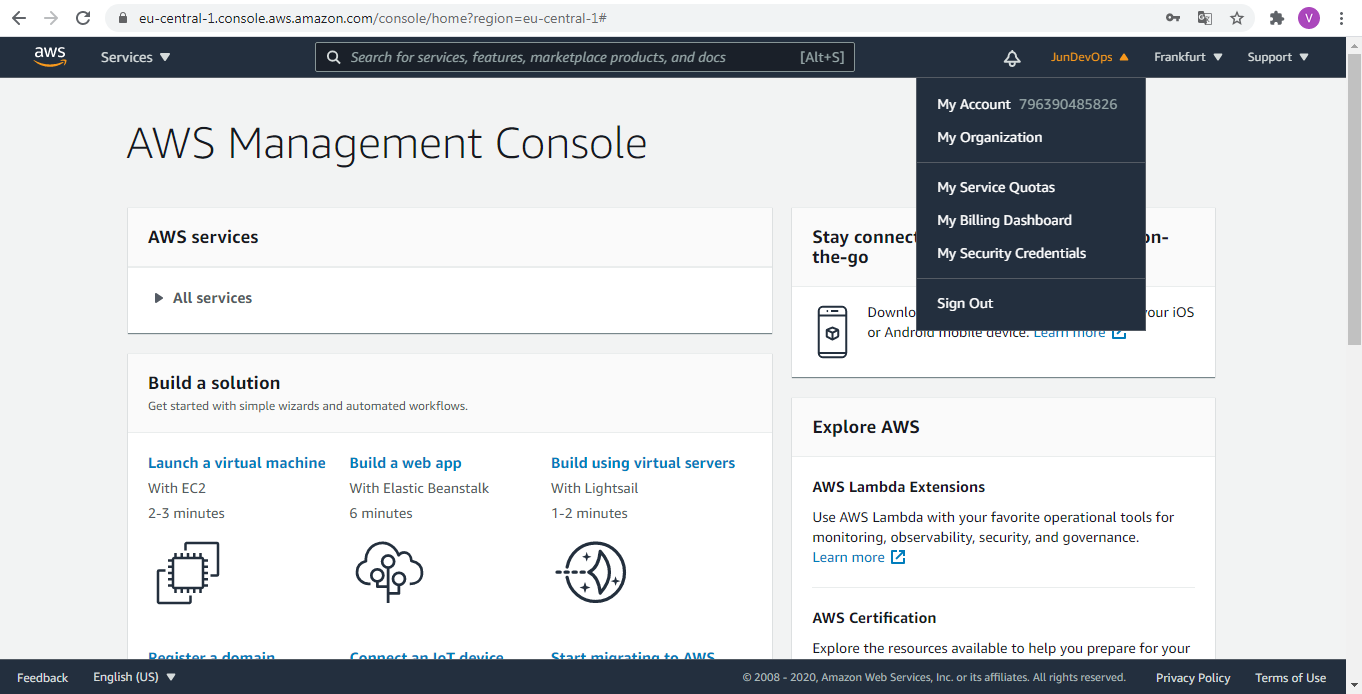 eu-central-1.console.aws.amazon.com/console/home?region=eu-central-1#
V
aws
Services
Search for services, features, marketplace products, and docs [Alt+S]
JunDevOps
Frankfurt
Support
My Account 796390485826
My Organization
My Service Quotas
My Billing Dashboard
My Security Credentials
Sign Out
AWS Management Console
AWS services
All services
Build a solution
Get started with simple wizards and automated workflows.
Launch a virtual machine
With EC2
2-3 minutes
Build a web app
With Elastic Beanstalk
6 minutes
Build using virtual servers
With Lightsail
1-2 minutes
Register a domain
Connect an IoT device
Start migrating to AWS
Stay connect on-
the-go
Downlo your iOS
or Android mobile device. Learn more
Explore AWS
AWS Lambda Extensions
Use AWS Lambda with your favorite operational tools for
monitoring, observability, security, and governance.
Learn more
AWS Certification
Explore the resources available to help you prepare for your
Feedback
English (US)
© 2008 - 2020, Amazon Web Services, Inc. or its affiliates. All rights reserved.
Privacy Policy
Terms of Use